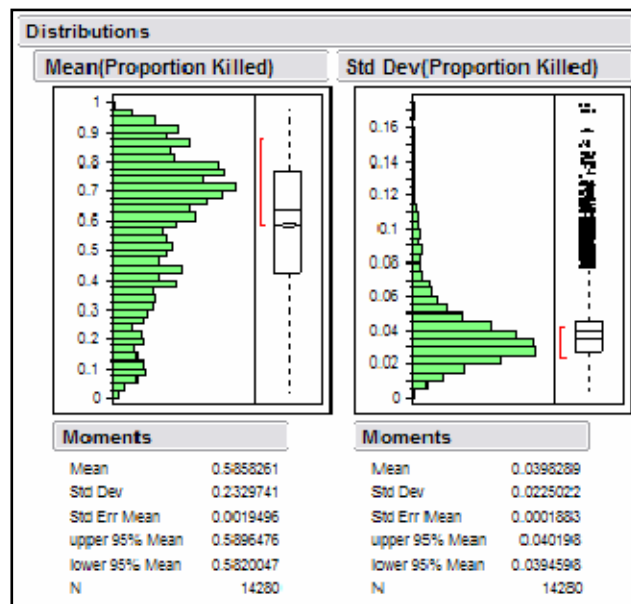 Distributions
Mean(Proportion Killed)
1
0.9
0.8
0.7
0.6
0.5
0.4
0.3
0.2
0.1
0
Moments
Mean 0.5858261
Std Dev 0.2329741
Std Err Mean 0.0019496
upper 95% Mean 0.5896476
lower 95% Mean 0.5820047
N 14280
Std Dev(Proportion Killed)
0.16
0.14
0.12
0.1
0.08
0.06
0.04
0.02
0
Moments
Mean 0.0398289
Std Dev 0.0225022
Std Err Mean 0.0001883
upper 95% Mean 0.040198
lower 95% Mean 0.0394598
N 14280